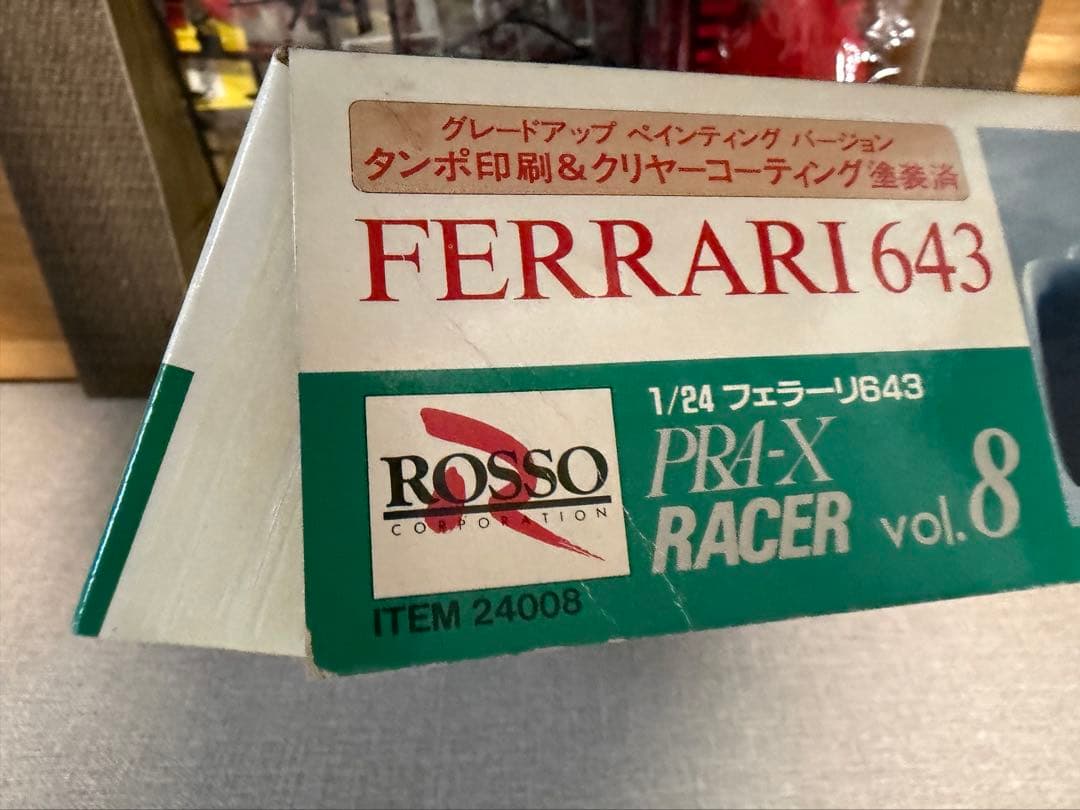 グレードアップ ペインティング バージョン
タンポ印刷&クリヤーコーティング塗装済
FERRARI 643
ROSSO
CORPORATION
ITEM 24008
1/24 フェラーリ643
PRA-X
RACER vol.8